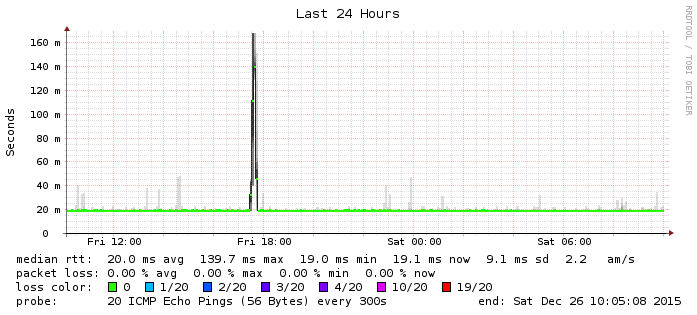 Last 24 Hours
RRDTOOL / TOBI OETIKER
Seconds
160 m
140 m
120 m
100 m
80 m
60 m
40 m
20 m
0
Fri 12:00 Fri 18:00 Sat 00:00 Sat 06:00
median rtt: 20.0 ms avg 139.7 ms max 19.0 ms min 19.1 ms now 9.1 ms sd 2.2 am/s
packet loss: 0.00 % avg 0.00 % max 0.00 % min 0.00 % now
loss color: 0 1/20 2/20 3/20 4/20 10/20 19/20
probe: 20 ICMP Echo Pings (56 Bytes) every 300s end: Sat Dec 26 10:05:08 2015